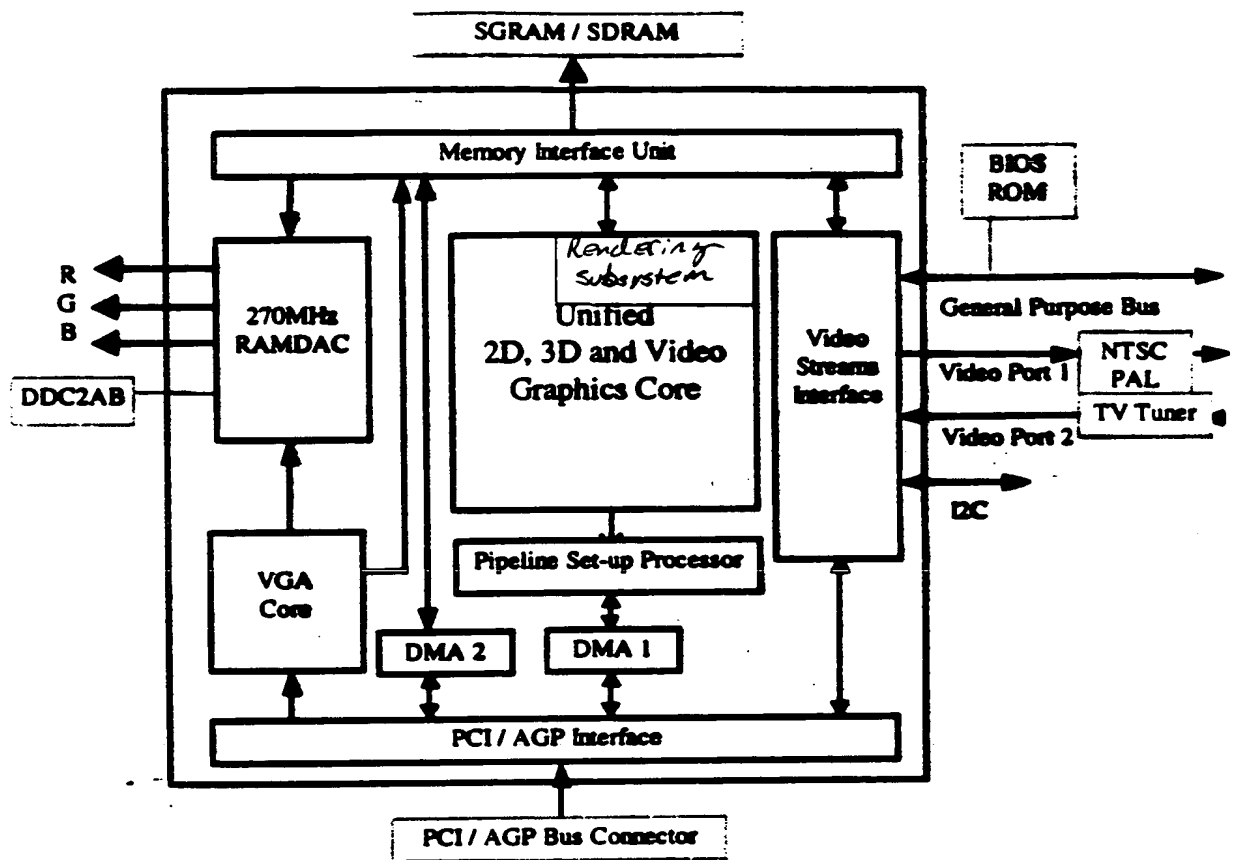 SGRAM / SDRAM
Memory Interface Unit
BIOS
ROM
R
G
B
270MHz
RAMDAC
DDC2AB
Rendering
subsystem
Unified
2D, 3D and Video
Graphics Core
Video
Streams
Interface
General Purpose Bus
Video Port 1
NTSC
PAL
Video Port 2
TV Tuner
I2C
Pipeline Set-up Processor
VGA
Core
DMA 2
DMA 1
PCI / AGP Interface
PCI / AGP Bus Connector